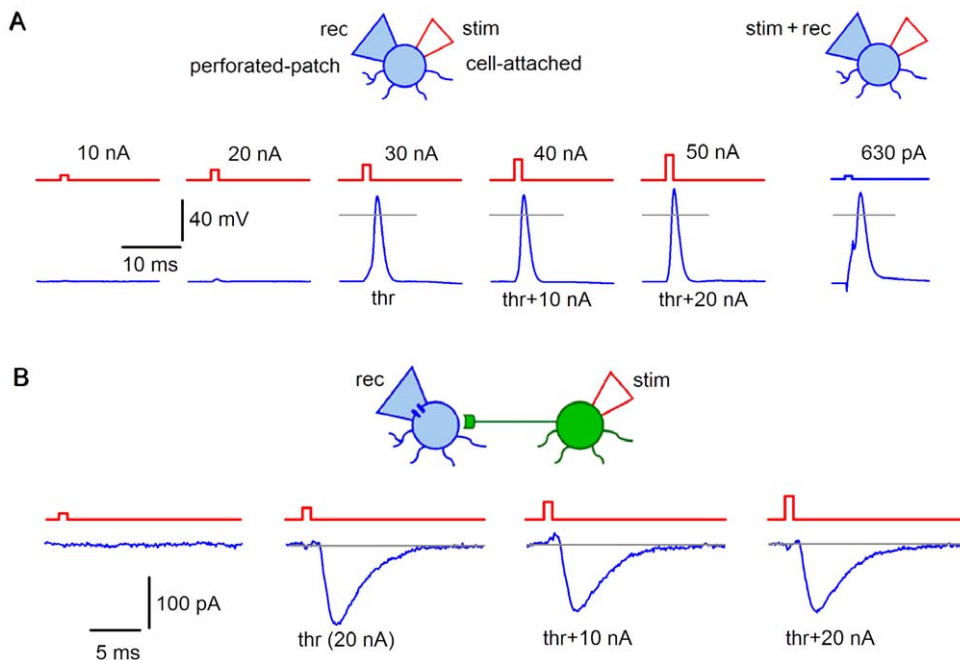 A
rec
stim
perforated-patch
cell-attached
stim + rec
10 nA
20 nA
30 nA
40 nA
50 nA
630 pA
40 mV
10 ms
thr
thr+10 nA
thr+20 nA
B
rec
stim
100 pA
5 ms
thr (20 nA)
thr+10 nA
thr+20 nA